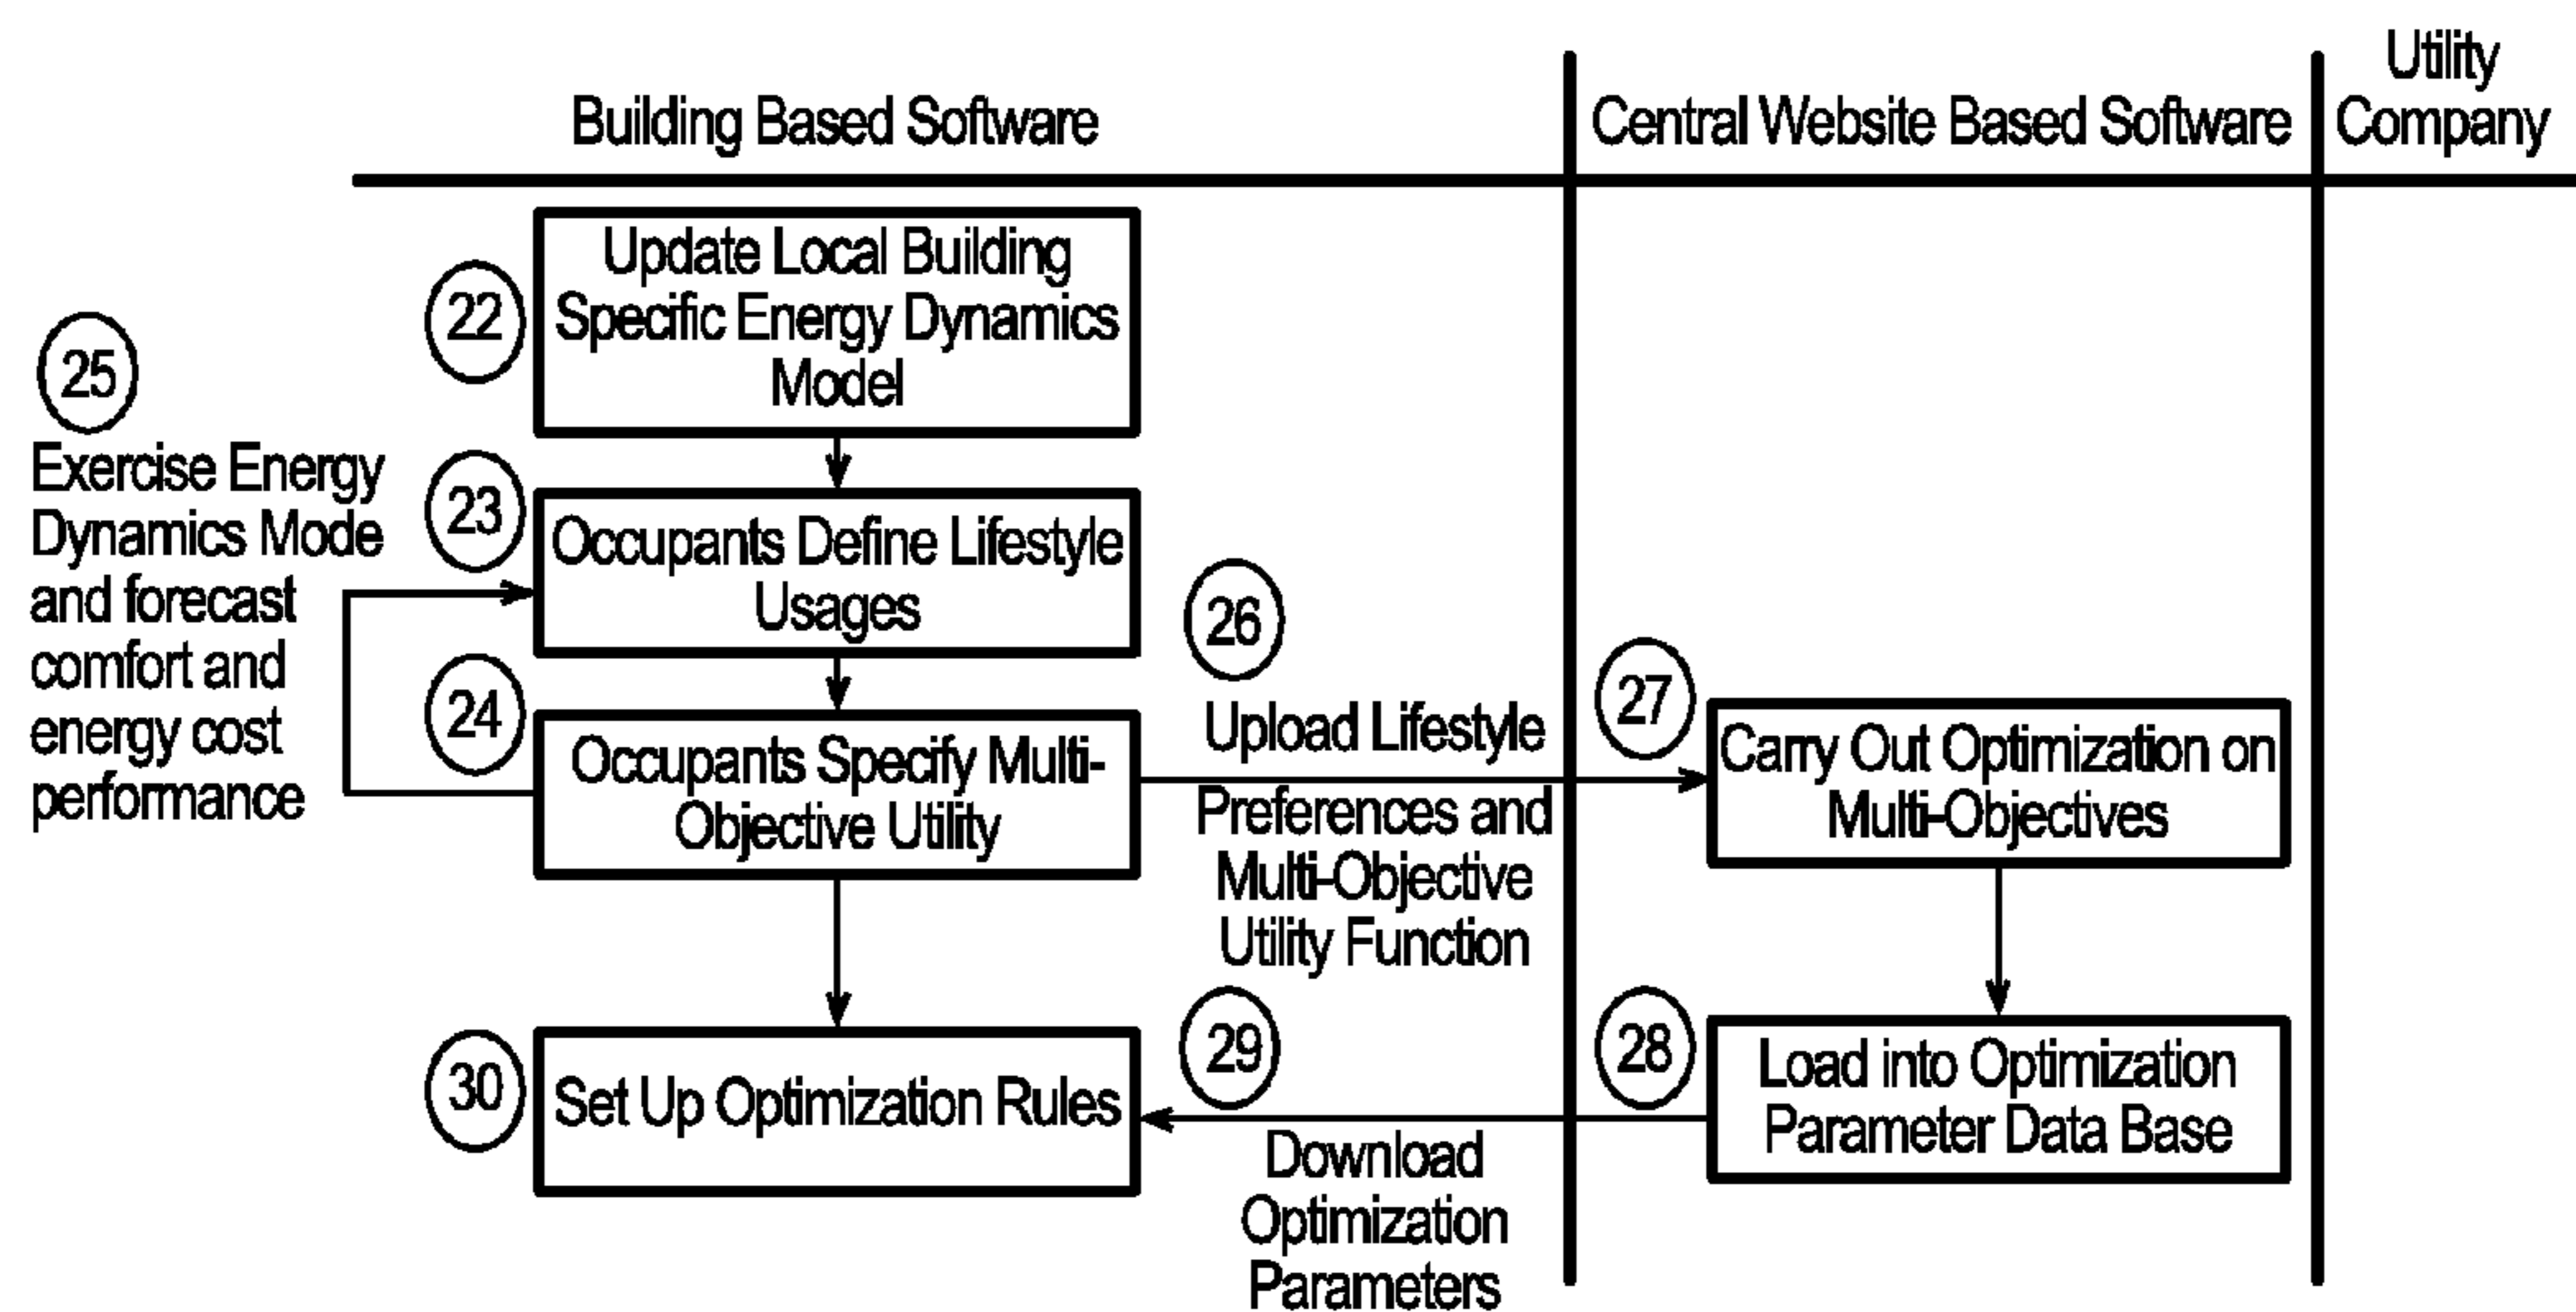 Building Based Software
Central Website Based Software
Utility
Company
22
Update Local Building
Specific Energy Dynamics
Model
25
Exercise Energy
Dynamics Mode
and forecast
comfort and
energy cost
performance
23
Occupants Define Lifestyle
Usages
24
Occupants Specify Multi-
Objective Utility
26
Upload Lifestyle
Preferences and
Multi-Objective
Utility Function
27
Carry Out Optimization on
Multi-Objectives
28
Load into Optimization
Parameter Data Base
29
Download
Optimization
Parameters
30
Set Up Optimization Rules